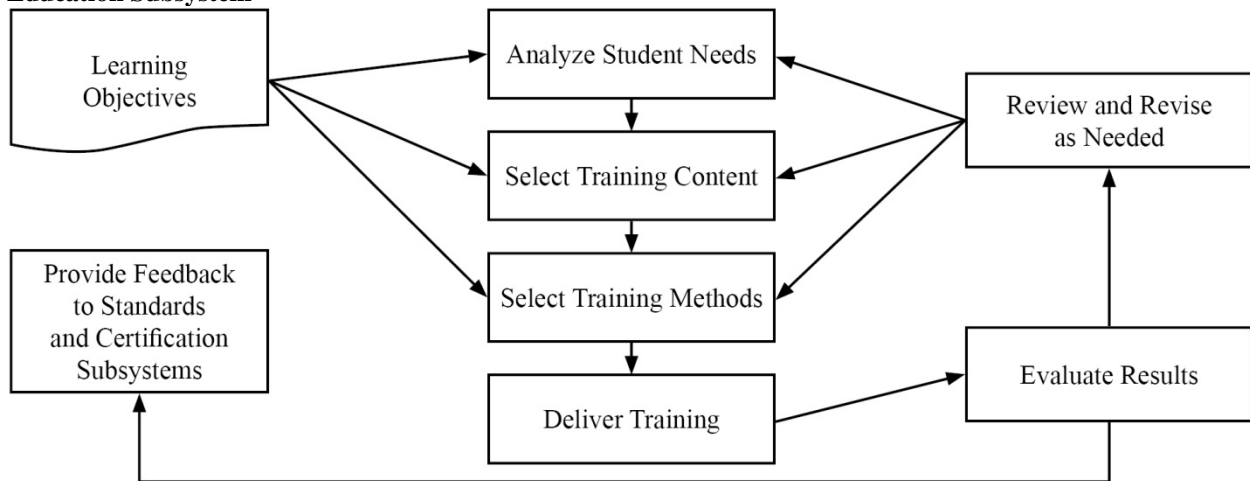 Education Subsystem
Learning
Objectives
Analyze Student Needs
Review and Revise
as Needed
Select Training Content
Provide Feedback
to Standards
and Certification
Subsystems
Select Training Methods
Evaluate Results
Deliver Training